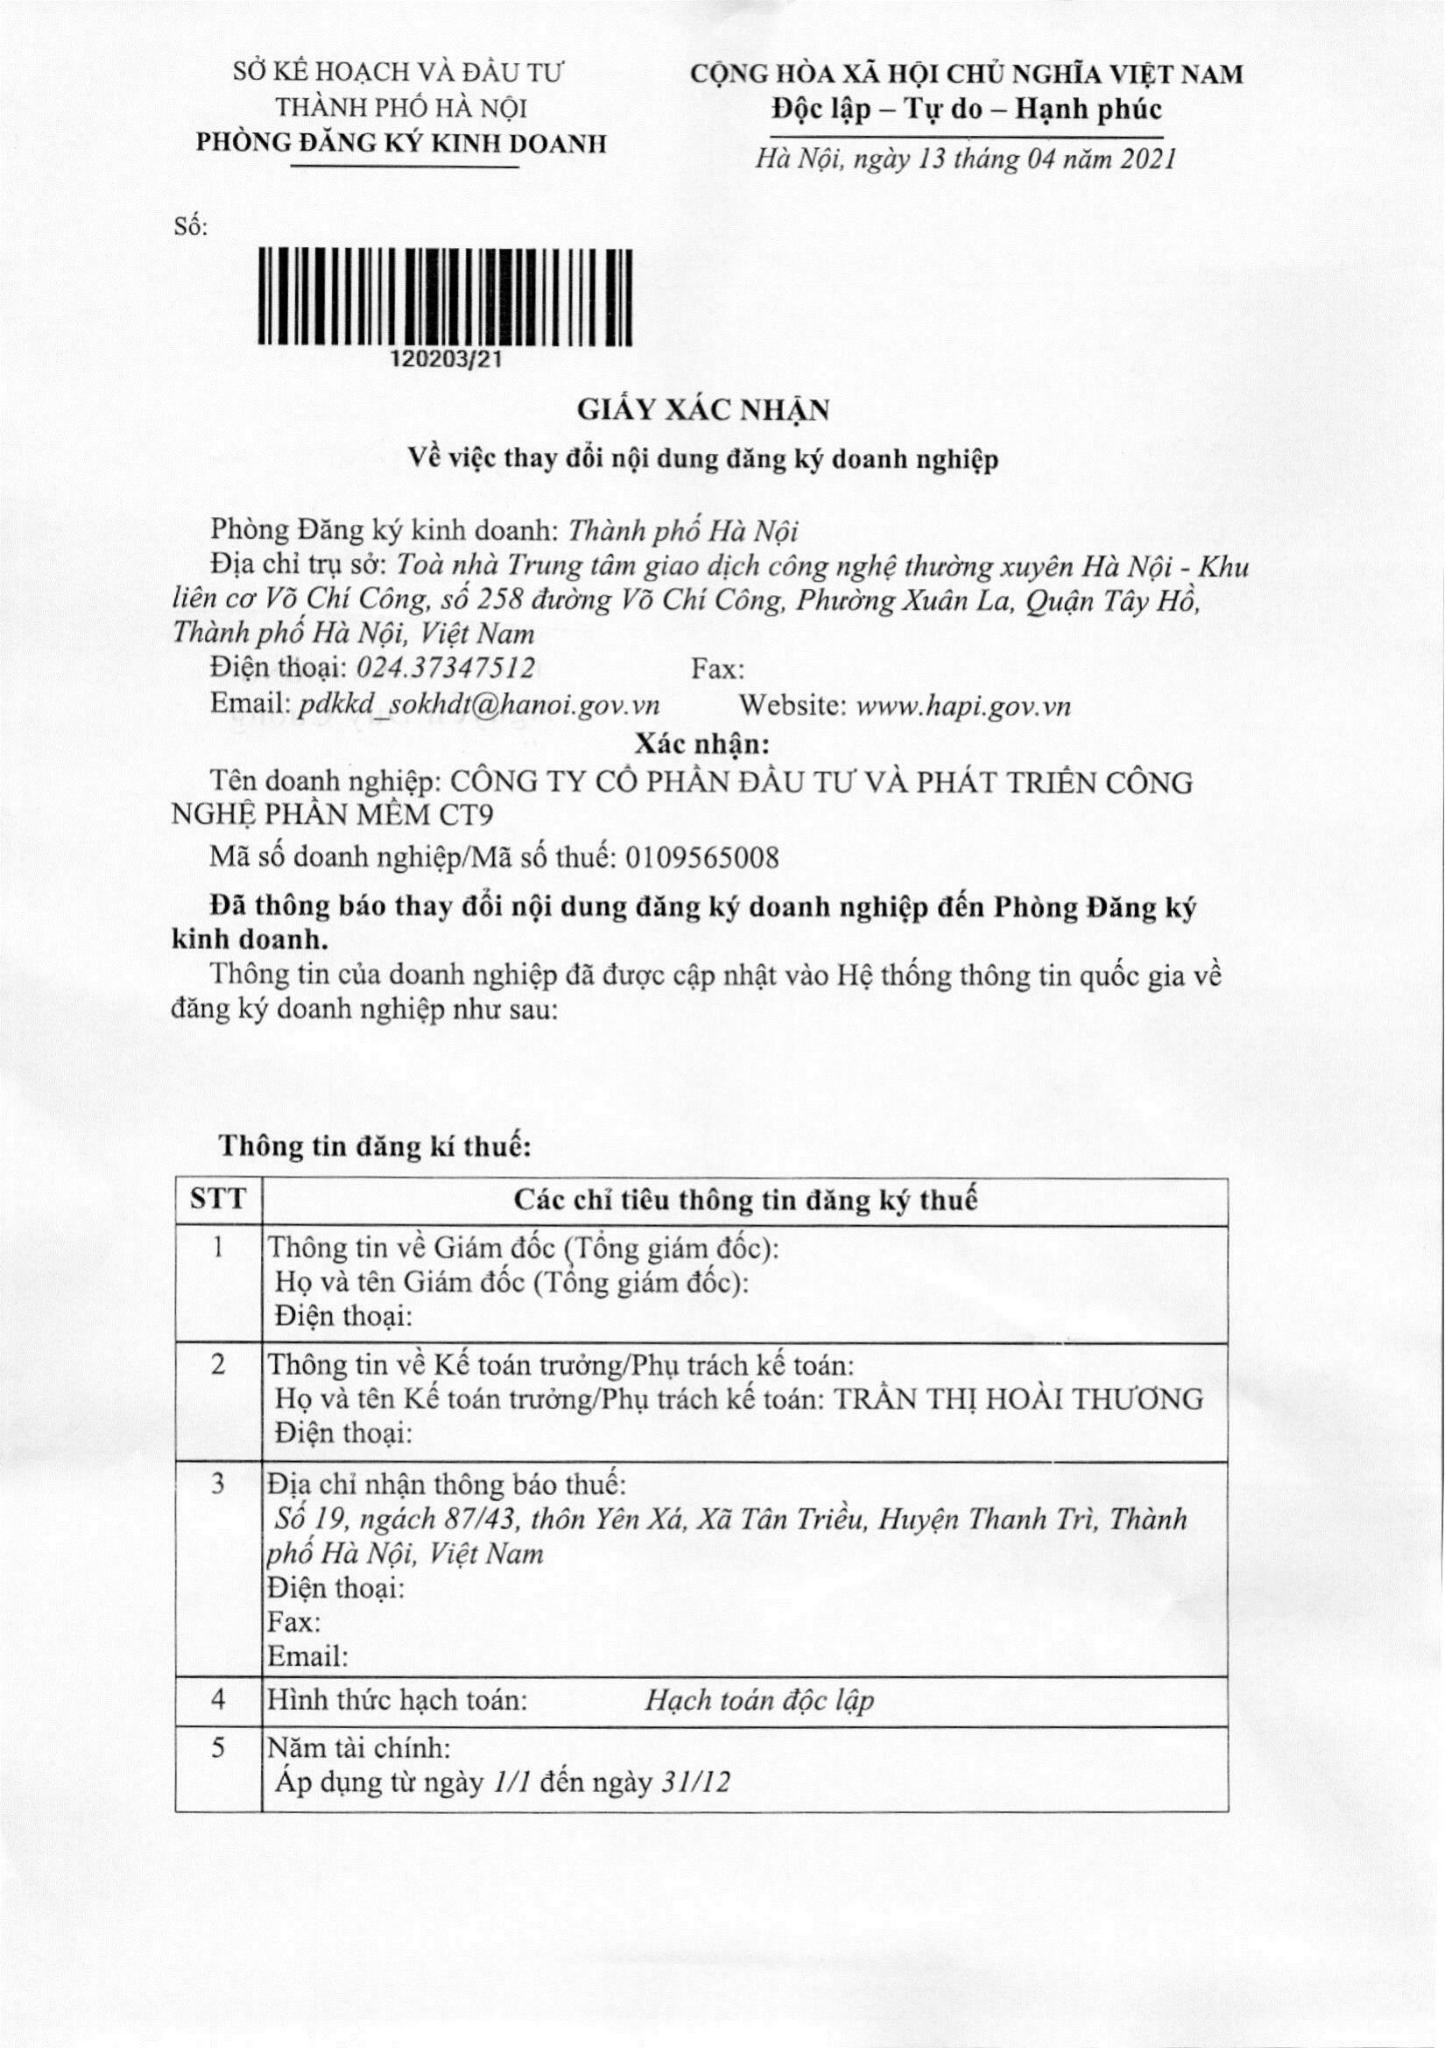 SỞ KẾ HOẠCH VÀ ĐẦU TƯ
THÀNH PHỐ HÀ NỘI
PHÒNG ĐĂNG KÝ KINH DOANH
CỘNG HÒA XÃ HỘI CHỦ NGHĨA VIỆT NAM
Độc lập – Tự do – Hạnh phúc
Hà Nội, ngày 13 tháng 04 năm 2021
Số:
120203/21
GIẤY XÁC NHẬN
Về việc thay đổi nội dung đăng ký doanh nghiệp
Phòng Đăng ký kinh doanh: Thành phố Hà Nội
Địa chỉ trụ sở: Toà nhà Trung tâm giao dịch công nghệ thường xuyên Hà Nội - Khu
liên cơ Võ Chí Công, số 258 đường Võ Chí Công, Phường Xuân La, Quận Tây Hồ,
Thành phố Hà Nội, Việt Nam
Điện thoại: 024.37347512 Fax:
Email: pdkkd_sokhdt@hanoi.gov.vn Website: www.hapi.gov.vn
Xác nhận:
Tên doanh nghiệp: CÔNG TY CỔ PHẦN ĐẦU TƯ VÀ PHÁT TRIỂN CÔNG
NGHỆ PHẦN MỀM CT9
Mã số doanh nghiệp/Mã số thuế: 0109565008
Đã thông báo thay đổi nội dung đăng ký doanh nghiệp đến Phòng Đăng ký
kinh doanh.
Thông tin của doanh nghiệp đã được cập nhật vào Hệ thống thông tin quốc gia về
đăng ký doanh nghiệp như sau:
Thông tin đăng kí thuế:
STT Các chỉ tiêu thông tin đăng ký thuế
1 Thông tin về Giám đốc (Tổng giám đốc):
Họ và tên Giám đốc (Tổng giám đốc):
Điện thoại:
2 Thông tin về Kế toán trưởng/Phụ trách kế toán:
Họ và tên Kế toán trưởng/Phụ trách kế toán: TRẦN THỊ HOÀI THƯƠNG
Điện thoại:
3 Địa chỉ nhận thông báo thuế:
Số 19, ngách 87/43, thôn Yên Xá, Xã Tân Triều, Huyện Thanh Trì, Thành
phố Hà Nội, Việt Nam
Điện thoại:
Fax:
Email:
4 Hình thức hạch toán: Hạch toán độc lập
5 Năm tài chính:
Áp dụng từ ngày 1/1 đến ngày 31/12